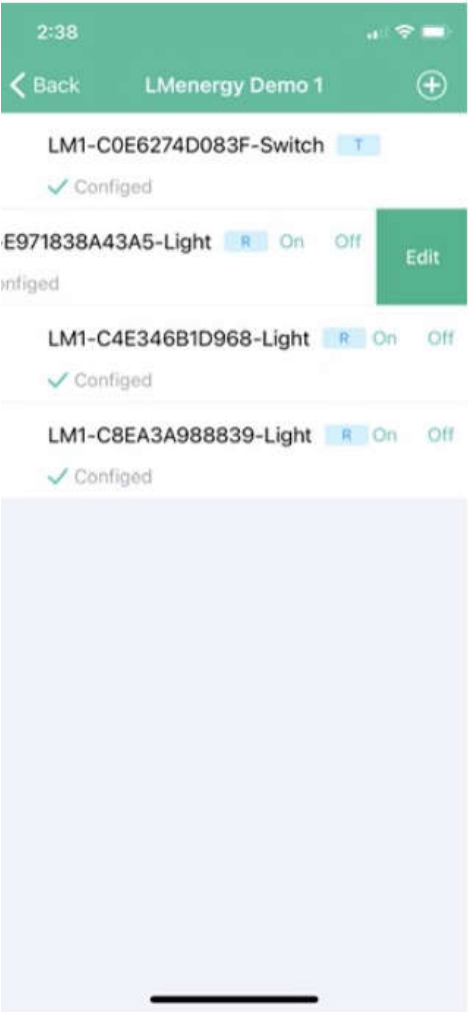 2:38
Back LMenergy Demo 1
LM1-C0E6274D083F-Switch T
Configed
E971838A43A5-Light R On Off
Edit
nfiged
LM1-C4E346B1D968-Light R On Off
Configed
LM1-C8EA3A988839-Light R On Off
Configed